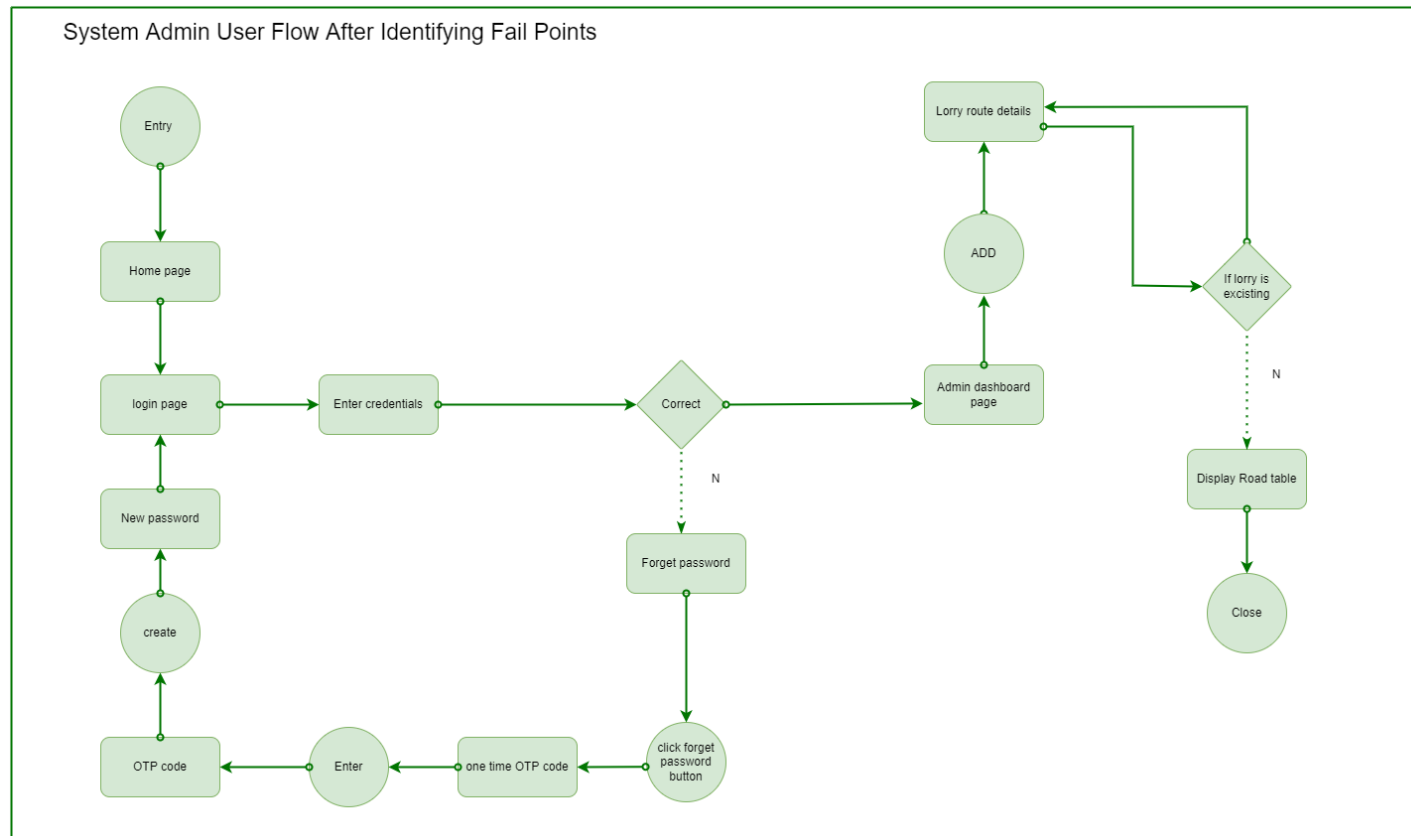 System Admin User Flow After Identifying Fail Points
Entry
Home page
login page
Enter credentials
Correct
N
Forget password
click forget
password
button
one time OTP code
Enter
OTP code
create
New password
Admin dashboard
page
ADD
Lorry route details
If lorry is
excisting
N
Display Road table
Close